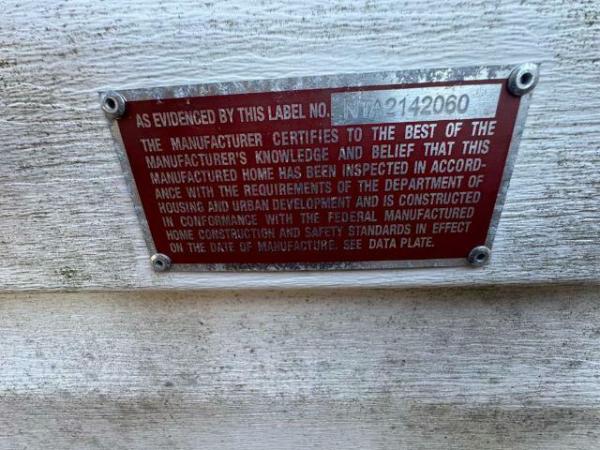 AS EVIDENCED BY THIS LABEL NO. NTA2142060
THE MANUFACTURER CERTIFIES TO THE BEST OF THE
MANUFACTURER'S KNOWLEDGE AND BELIEF THAT THIS
MANUFACTURED HOME HAS BEEN INSPECTED IN ACCORD-
ANCE WITH THE REQUIREMENTS OF THE DEPARTMENT OF
HOUSING AND URBAN DEVELOPMENT AND IS CONSTRUCTED
IN CONFORMANCE WITH THE FEDERAL MANUFACTURED
HOME CONSTRUCTION AND SAFETY STANDARDS IN EFFECT
ON THE DATE OF MANUFACTURE. SEE DATA PLATE.